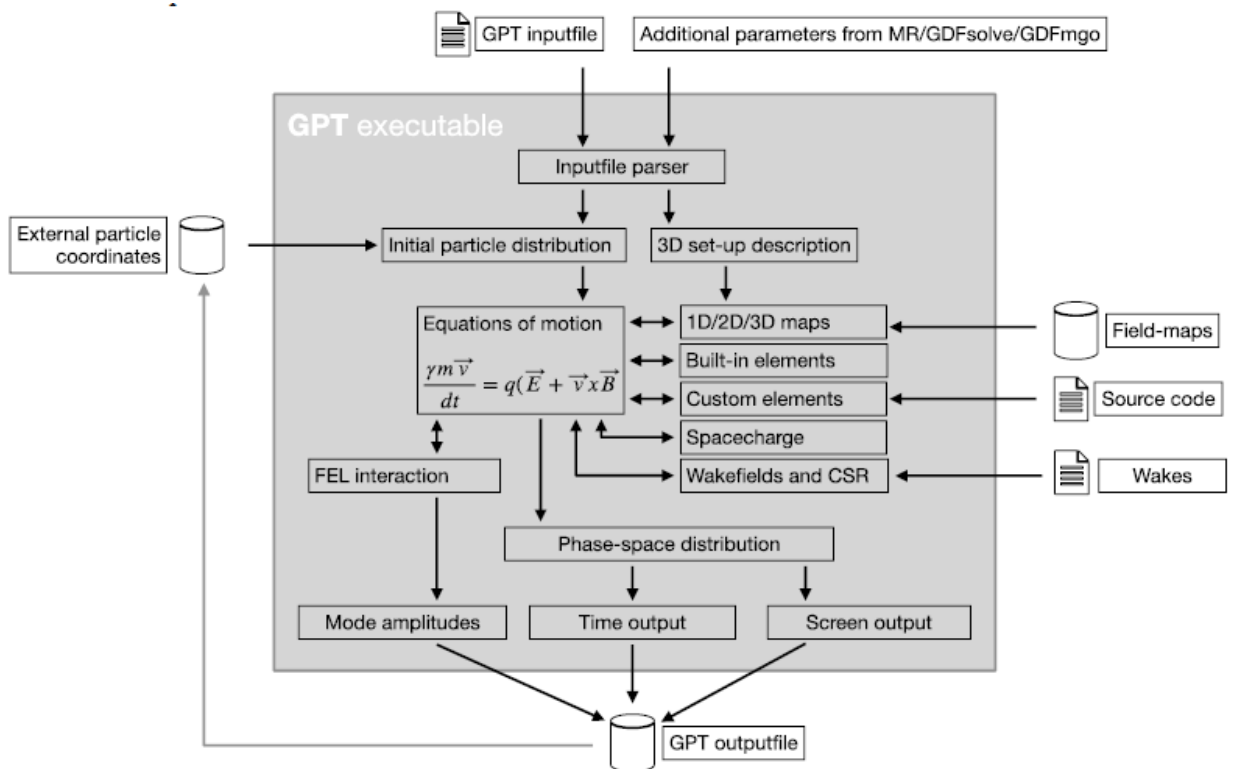 GPT inputfile
Additional parameters from MR/GDFsolve/GDFmgo
GPT executable
Inputfile parser
External particle
coordinates
Initial particle distribution
3D set-up description
Equations of motion
γm v⃗ / dt = q(E⃗ + v⃗ x B⃗
1D/2D/3D maps
Field-maps
Built-in elements
Custom elements
Source code
Spacecharge
FEL interaction
Wakefields and CSR
Wakes
Phase-space distribution
Mode amplitudes
Time output
Screen output
GPT outputfile